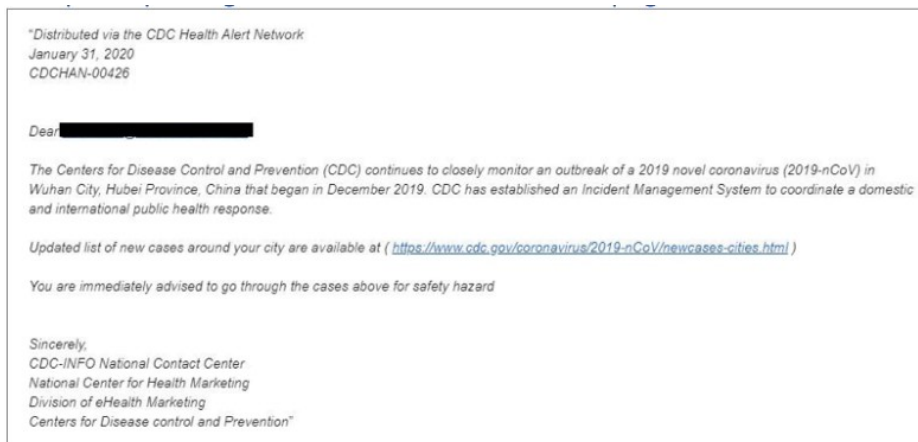 "Distributed via the CDC Health Alert Network
January 31, 2020
CDCHAN-00426
Dear
The Centers for Disease Control and Prevention (CDC) continues to closely monitor an outbreak of a 2019 novel coronavirus (2019-nCoV) in
Wuhan City, Hubei Province, China that began in December 2019. CDC has established an Incident Management System to coordinate a domestic
and international public health response.
Updated list of new cases around your city are available at ( https://www.cdc.gov/coronavirus/2019-nCoV/newcases-cities.html )
You are immediately advised to go through the cases above for safety hazard
Sincerely,
CDC-INFO National Contact Center
National Center for Health Marketing
Division of eHealth Marketing
Centers for Disease control and Prevention"